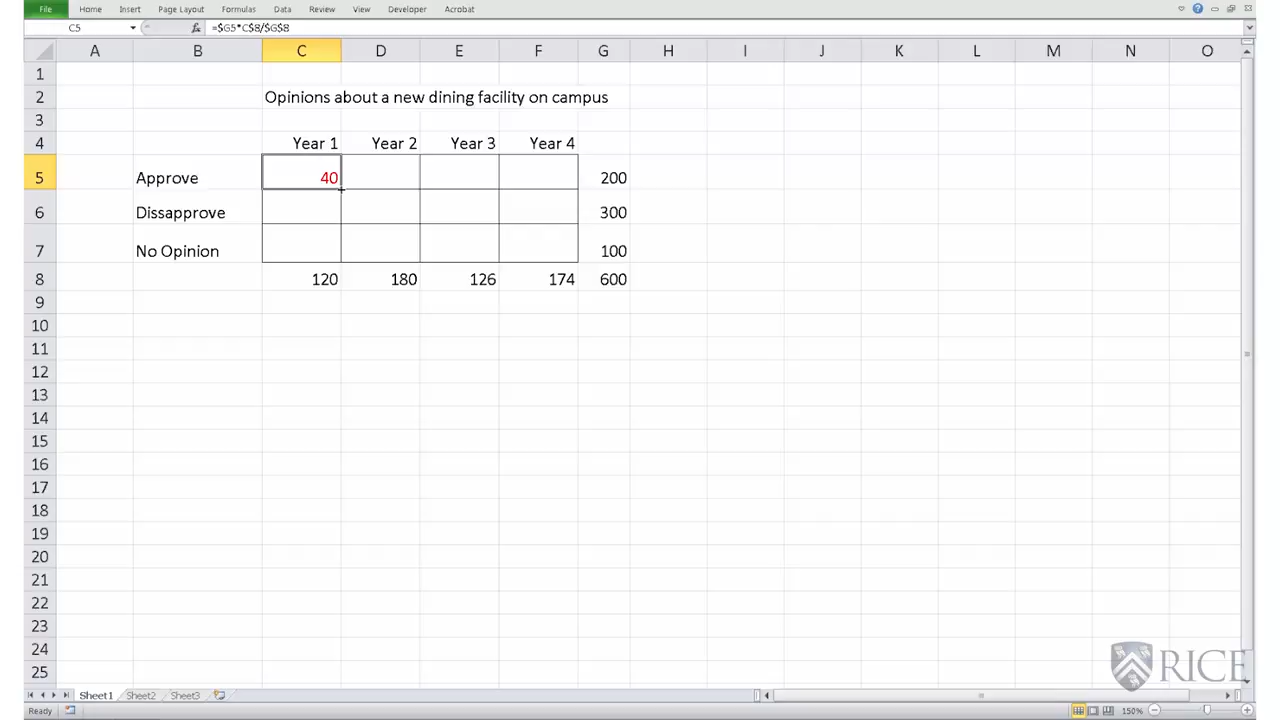 File Home Insert Page Layout Formulas Data Review View Developer Acrobat
C5 fx =$G5*C$8/$G$8
A B C D E F G H I J K L M N O
1
2 Opinions about a new dining facility on campus
3
4 Year 1 Year 2 Year 3 Year 4
5 Approve 40 200
6 Dissapprove 300
7 No Opinion 100
8 120 180 126 174 600
9
10
11
12
13
14
15
16
17
18
19
20
21
22
23
24
25
RICE
Sheet1 Sheet2 Sheet3
Ready 150%